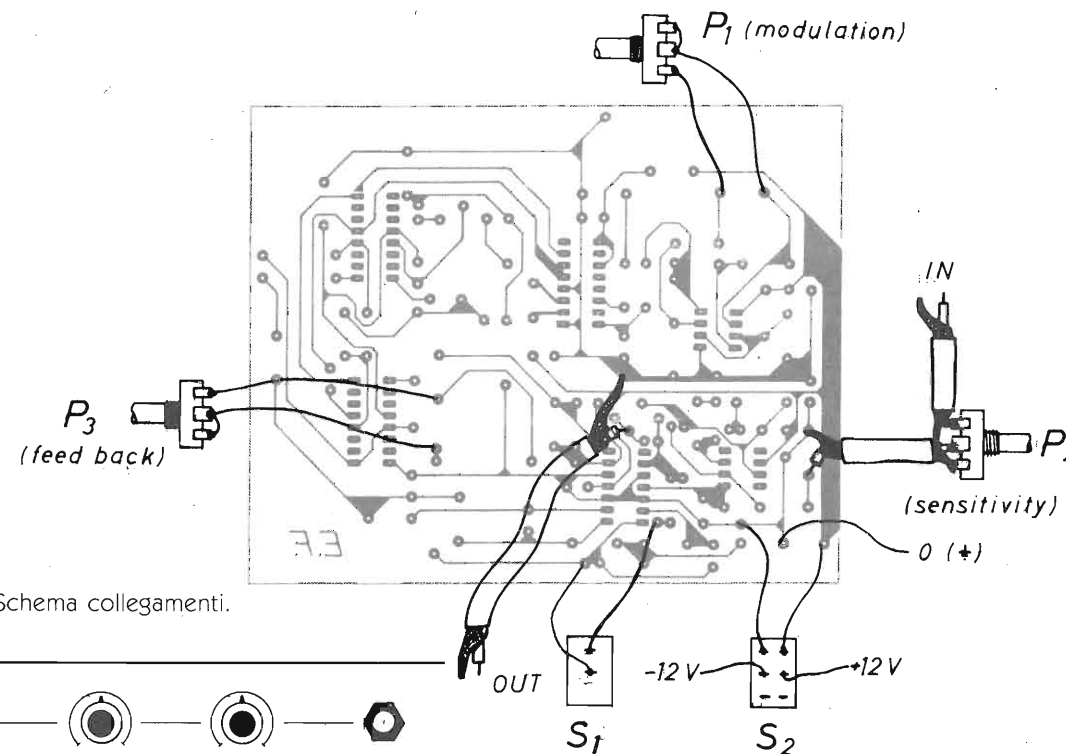 P1 (modulation)
IN
P3
(feed back)
(sensitivity)
0 (⏚)
E.F.
Schema collegamenti.
OUT
-12 V
+12 V
S1
S2